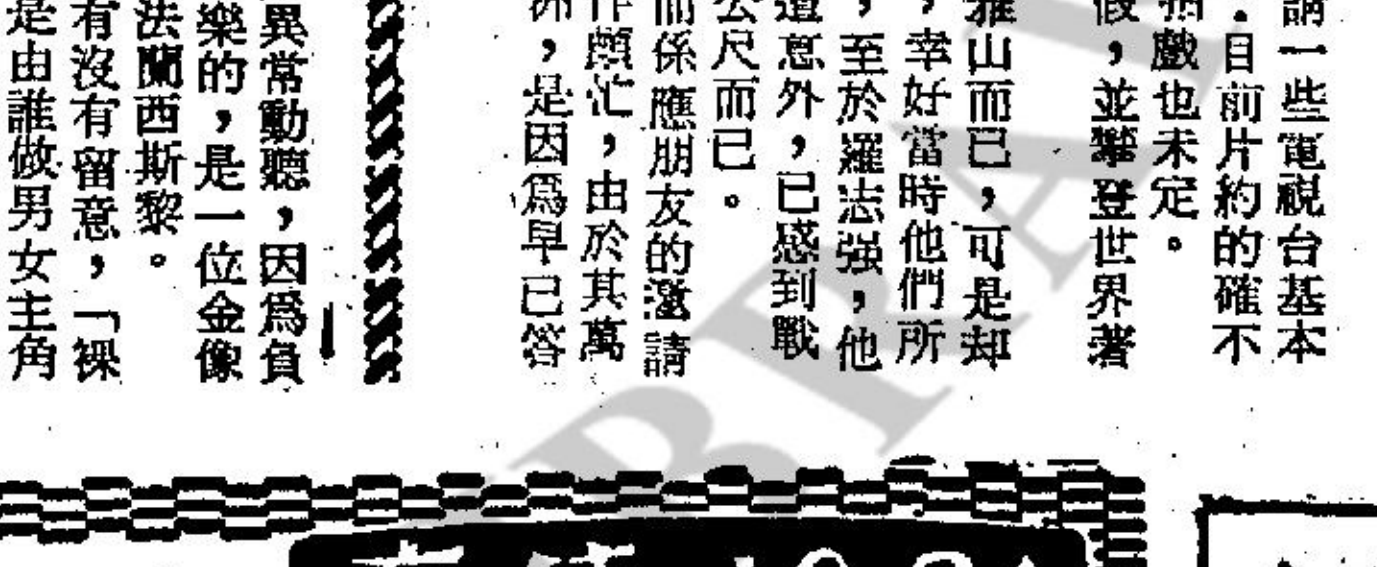 請一些電視台基本
．目前片約的確不
拍戲也未定。
假，並攀登世界著
雅山而已，可是却
，幸好當時他們所
，至於羅志强，他
遭意外，已感到戰
公尺而已。
而係應朋友的邀請
作頗忙，由於其萬
洲，是因爲早已答
異常動聽，因爲負
樂的，是一位金像
法蘭西斯黎。
有沒有留意，「裸
是由誰做男女主角